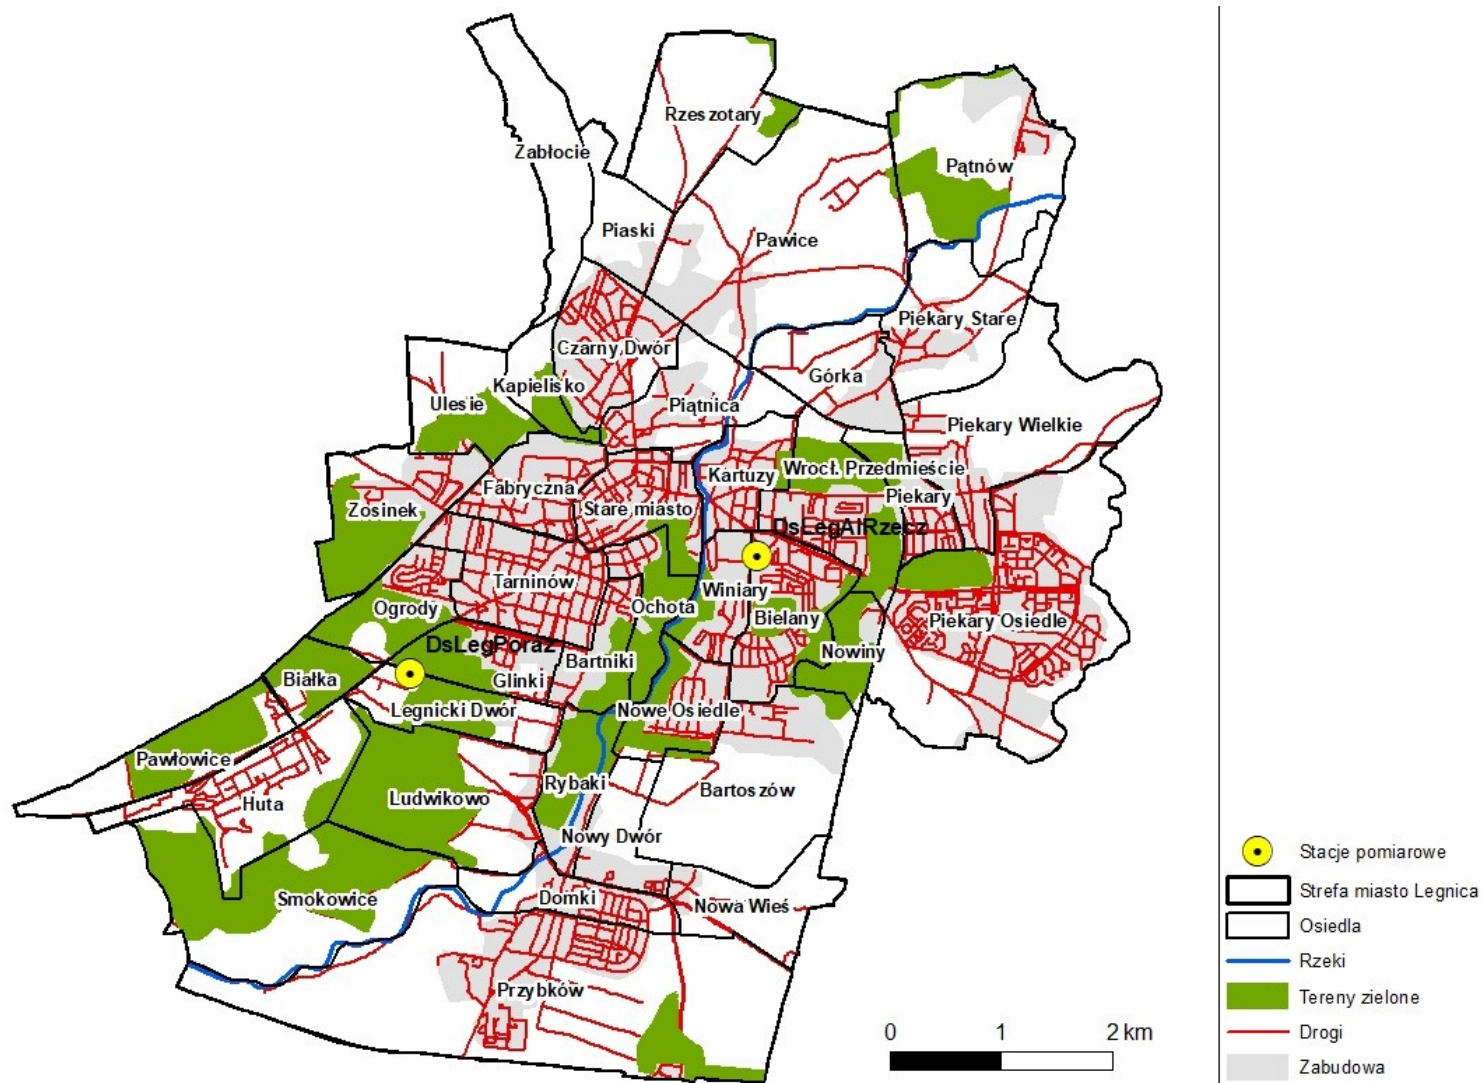 Rzeszotary
Zabłocie
Pątnów
Piaski
Pawice
Piekary Stare
Czarny Dwór
Górka
Kapielisko
Ulesie
Piątnica
Piekary Wielkie
Wrocł. Przedmieście
Kartuzy
Fabryczna
Piekary
Zosinek
Stare miasto
DsLegAlRzecz
Tarninów
Winiary
Ogrody
Ochota
Bielany
Piekary Osiedle
DsLegPoraz
Nowiny
Bartniki
Białka
Glinki
Legnicki Dwór
Nowe Osiedle
Pawłowice
Rybaki
Bartoszów
Huta
Ludwikowo
Nowy Dwór
Smokowice
Domki
Nowa Wieś
Przybków
0 1 2 km
Stacje pomiarowe
Strefa miasto Legnica
Osiedla
Rzeki
Tereny zielone
Drogi
Zabudowa